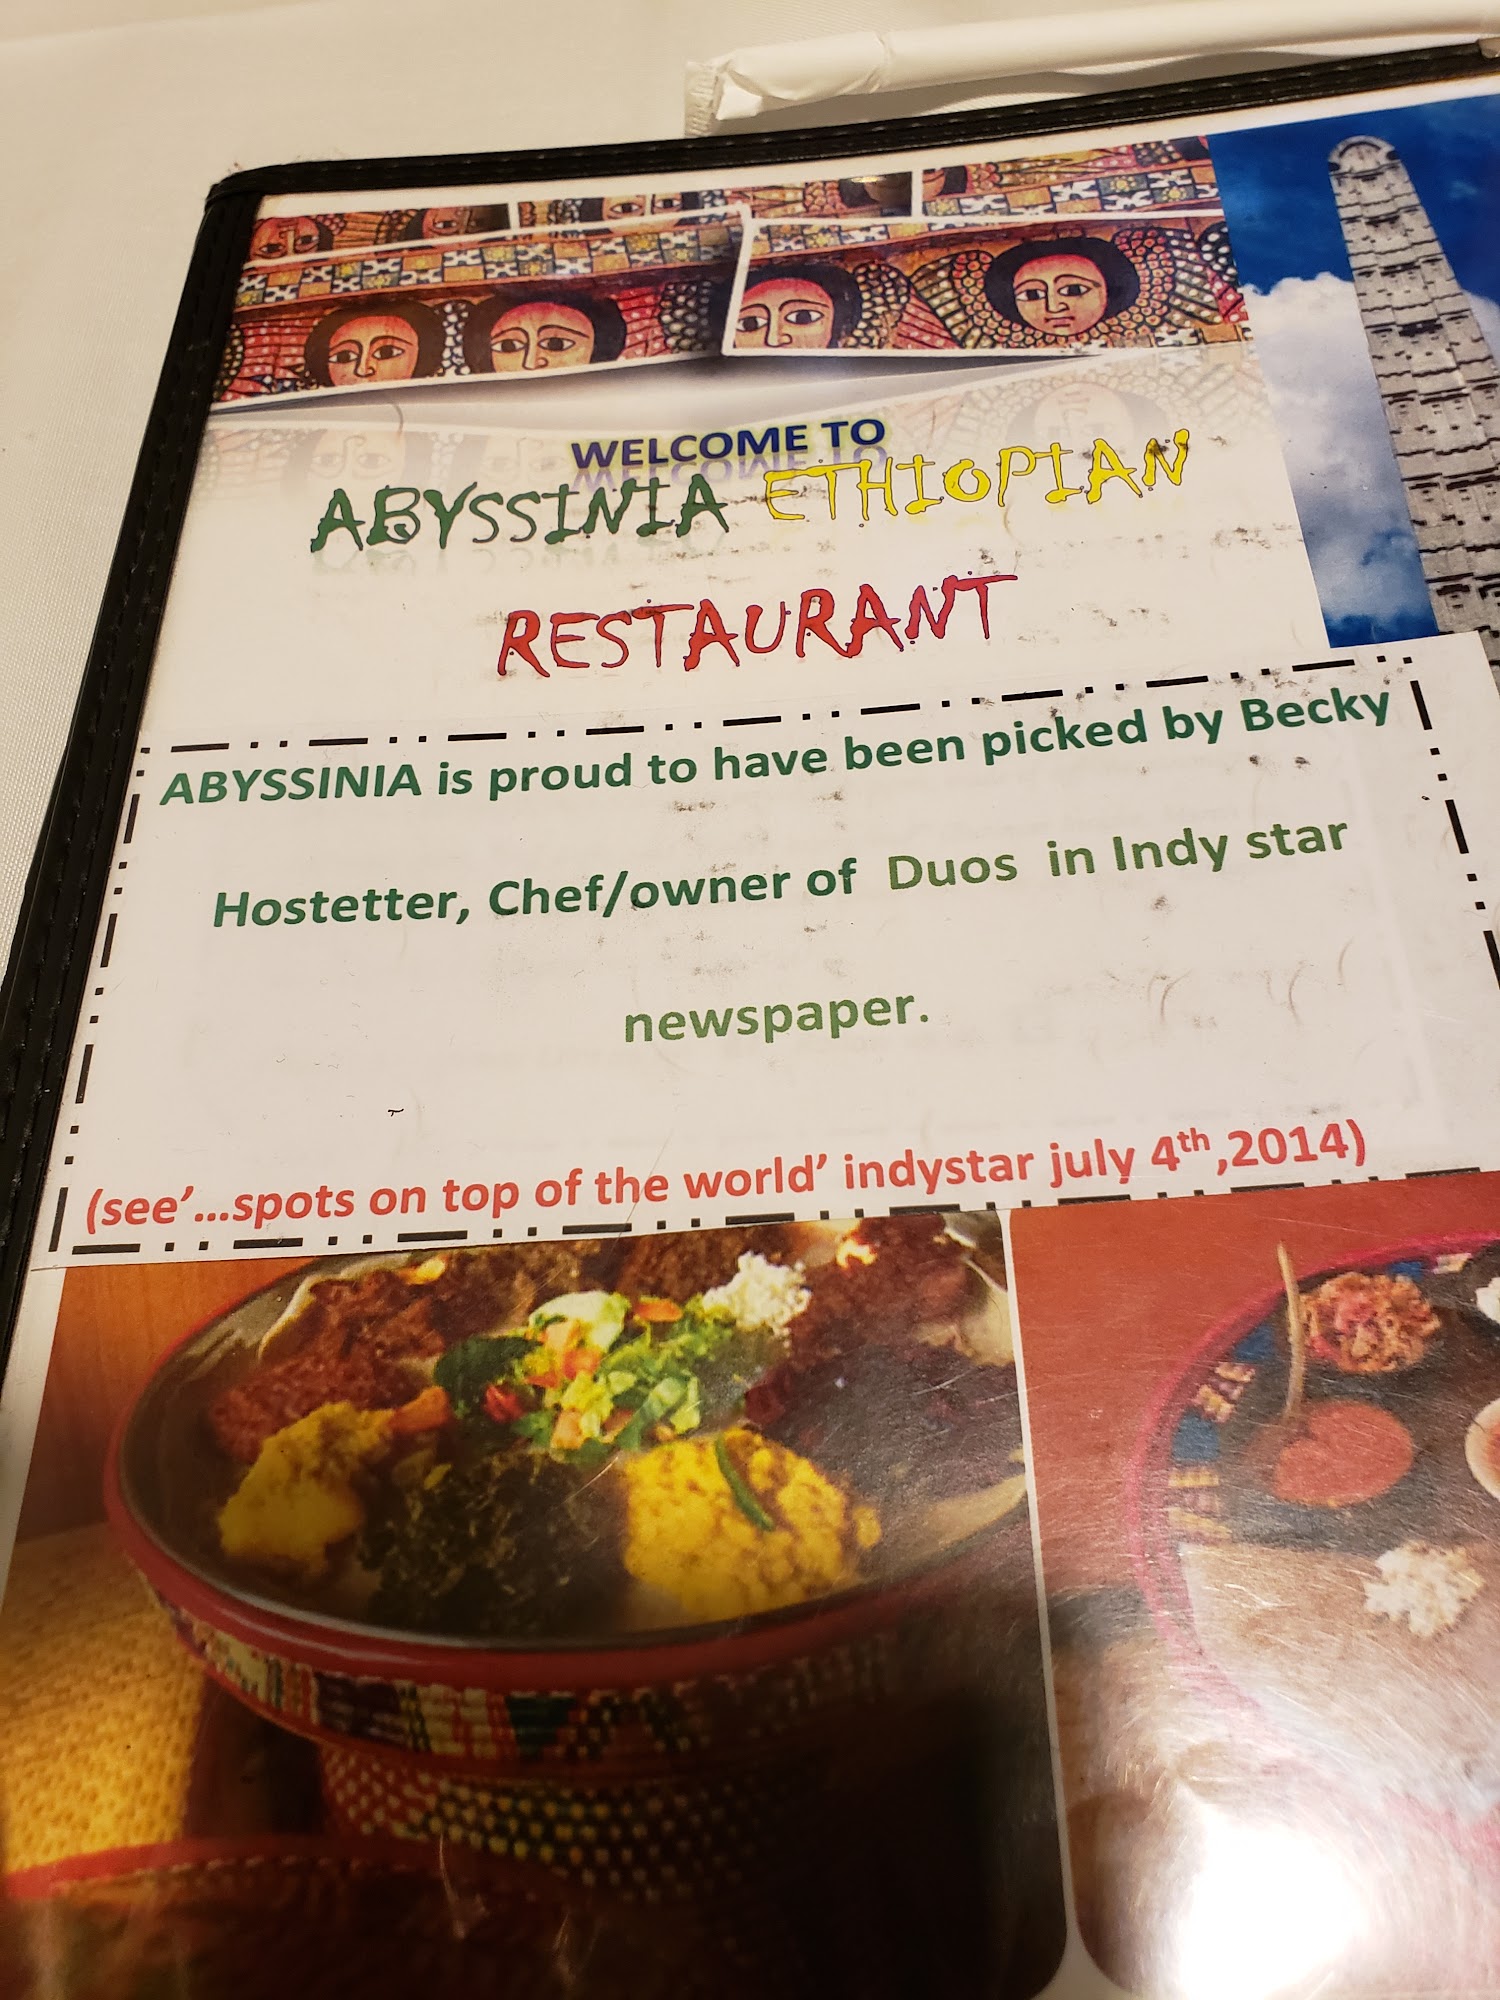 WELCOME TO
ABYSSINIA ETHIOPIAN
RESTAURANT
ABYSSINIA is proud to have been picked by Becky
Hostetter, Chef/owner of Duos in Indy star
newspaper.
(see’…spots on top of the world’ indystar july 4th,2014)